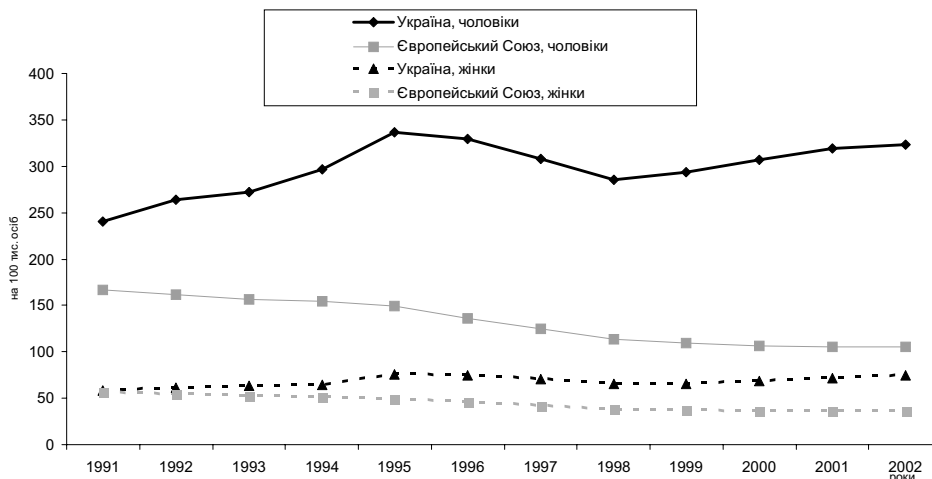 Україна, чоловіки
Європейський Союз, чоловіки
Україна, жінки
Європейський Союз, жінки
400
350
300
250
200
150
100
50
0
на 100 тис. осіб
1991 1992 1993 1994 1995 1996 1997 1998 1999 2000 2001 2002
роки